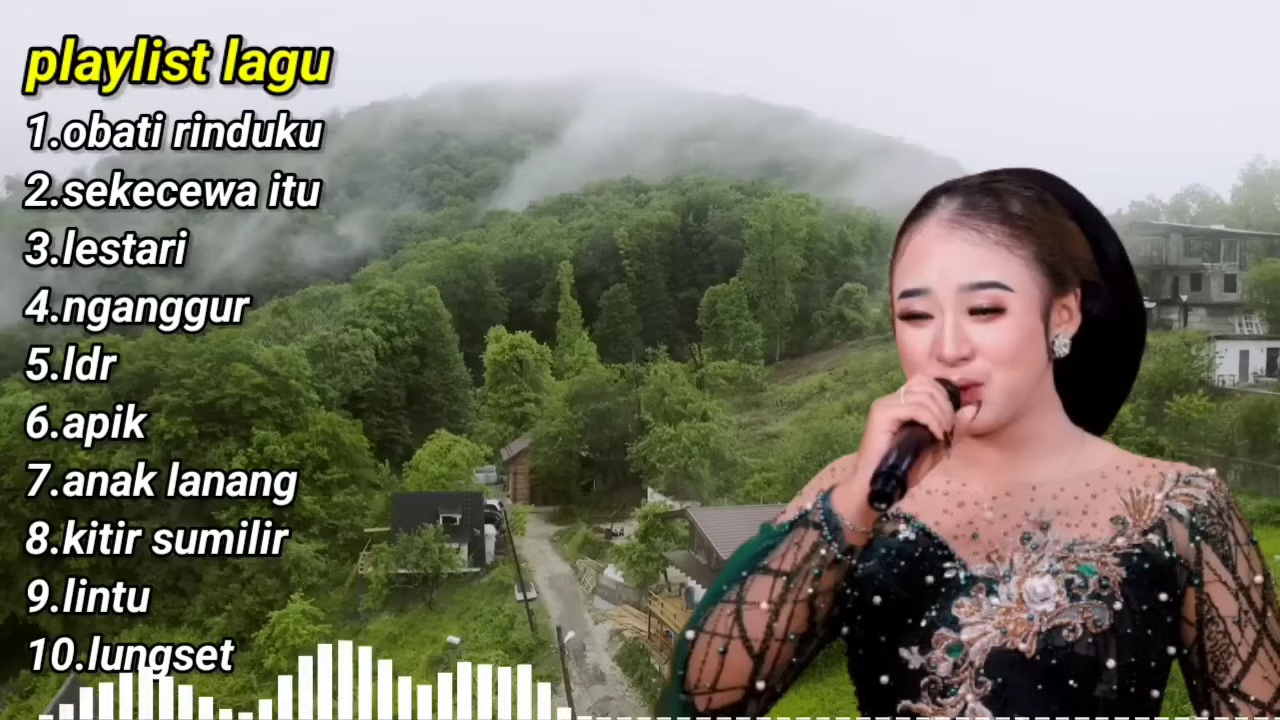 playlist lagu
1.obati rinduku
2.sekecewa itu
3.lestari
4.nganggur
5.ldr
6.apik
7.anak lanang
8.kitir sumilir
9.lintu
10.lungset